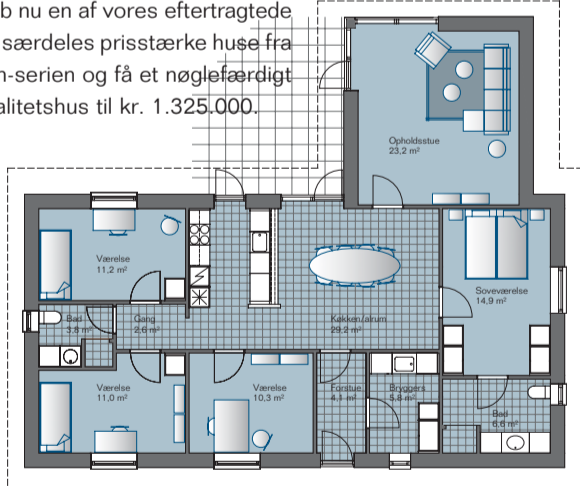 b nu en af vores eftertragtede
særdeles prisstærke huse fra
n-serien og få et nøglefærdigt
alitetshus til kr. 1.325.000.
Opholdsstue
23,2 m²
Værelse
11,2 m²
Soveværelse
14,9 m²
Bad
3,8 m²
Gang
2,6 m²
Køkken/alrum
29,2 m²
Værelse
11,0 m²
Værelse
10,3 m²
Forstue
4,1 m²
Bryggers
5,8 m²
Bad
6,6 m²